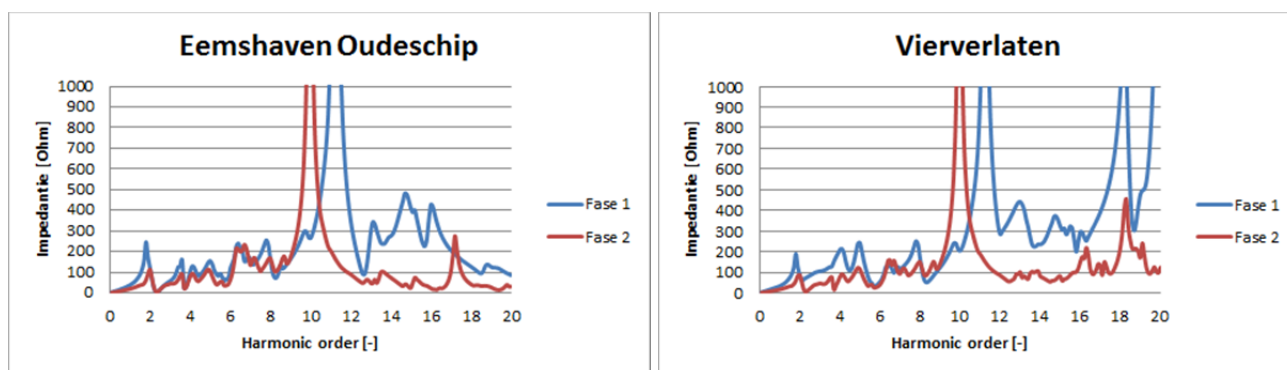 Eemshaven Oudeschip
Impedantie [Ohm]
1000
900
800
700
600
500
400
300
200
100
0
0 2 4 6 8 10 12 14 16 18 20
Harmonic order [-]
Fase 1
Fase 2
Vierverlaten
Impedantie [Ohm]
1000
900
800
700
600
500
400
300
200
100
0
0 2 4 6 8 10 12 14 16 18 20
Harmonic order [-]
Fase 1
Fase 2